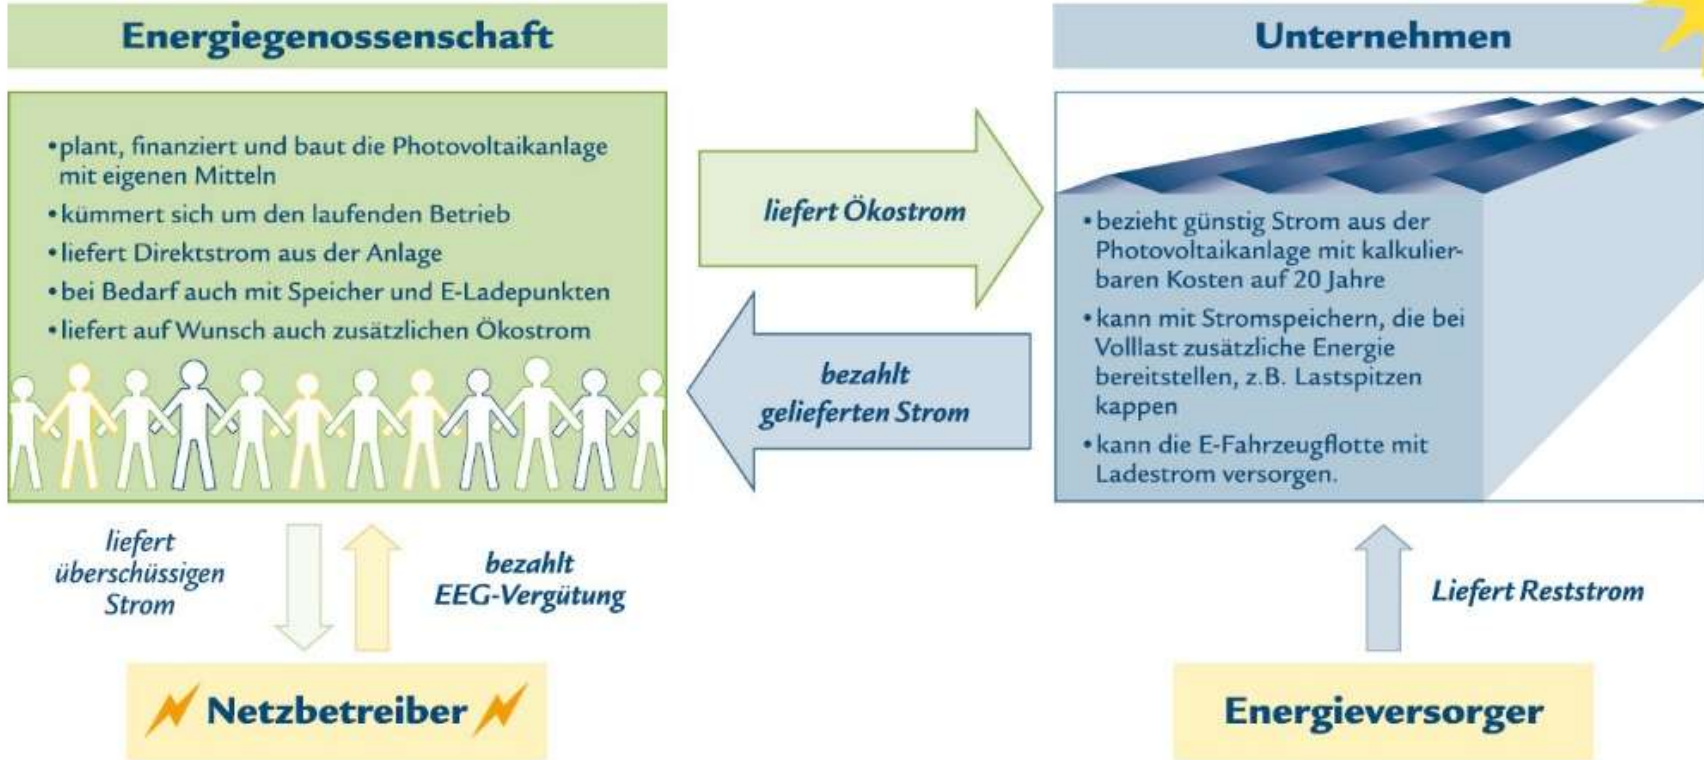 Energiegenossenschaft
• plant, finanziert und baut die Photovoltaikanlage
mit eigenen Mitteln
• kümmert sich um den laufenden Betrieb
• liefert Direktstrom aus der Anlage
• bei Bedarf auch mit Speicher und E-Ladepunkten
• liefert auf Wunsch auch zusätzlichen Ökostrom
liefert Ökostrom
bezahlt
gelieferten Strom
Unternehmen
• bezieht günstig Strom aus der
Photovoltaikanlage mit kalkulier-
baren Kosten auf 20 Jahre
• kann mit Stromspeichern, die bei
Volllast zusätzliche Energie
bereitstellen, z.B. Lastspitzen
kappen
• kann die E-Fahrzeugflotte mit
Ladestrom versorgen.
liefert
überschüssigen
Strom
bezahlt
EEG-Vergütung
Liefert Reststrom
Netzbetreiber
Energieversorger